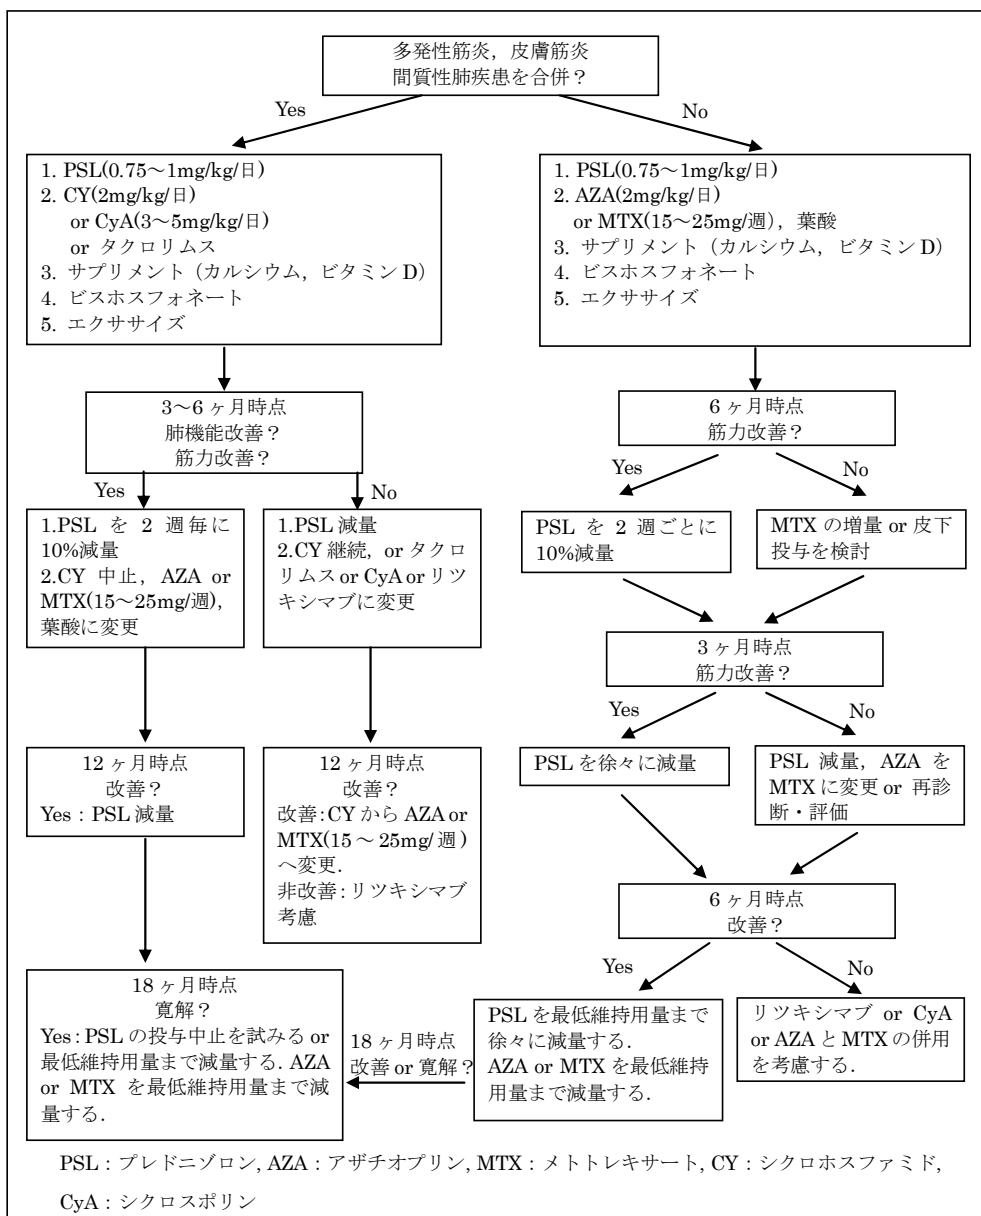 多発性筋炎，皮膚筋炎
間質性肺疾患を合併？
Yes
No
1. PSL(0.75～1mg/kg/日)
2. CY(2mg/kg/日)
or CyA(3～5mg/kg/日)
or タクロリムス
3. サプリメント（カルシウム，ビタミン D）
4. ビスホスフォネート
5. エクササイズ
1. PSL(0.75～1mg/kg/日)
2. AZA(2mg/kg/日)
or MTX(15～25mg/週)，葉酸
3. サプリメント（カルシウム，ビタミン D）
4. ビスホスフォネート
5. エクササイズ
3～6 ヶ月時点
肺機能改善？
筋力改善？
Yes
No
1.PSL を 2 週毎に
10%減量
2.CY 中止，AZA or
MTX(15～25mg/週),
葉酸に変更
1.PSL 減量
2.CY 継続，or タクロ
リムス or CyA or リツ
キシマブに変更
12 ヶ月時点
改善？
Yes：PSL 減量
12 ヶ月時点
改善？
改善：CY から AZA or
MTX(15～25mg/週)
へ変更.
非改善：リツキシマブ
考慮
6 ヶ月時点
筋力改善？
Yes
No
PSL を 2 週ごとに
10%減量
MTX の増量 or 皮下
投与を検討
3 ヶ月時点
筋力改善？
Yes
No
PSL を徐々に減量
PSL 減量，AZA を
MTX に変更 or 再診
断・評価
6 ヶ月時点
改善？
Yes
No
18 ヶ月時点
寛解？
Yes：PSL の投与中止を試みる or
最低維持用量まで減量する．AZA
or MTX を最低維持用量まで減
量する.
18 ヶ月時点
改善 or 寛解？
PSL を最低維持用量まで
徐々に減量する.
AZA or MTX を最低維持
用量まで減量する.
リツキシマブ or CyA
or AZA と MTX の併用
を考慮する.
PSL：プレドニゾロン, AZA：アザチオプリン, MTX：メトトレキサート, CY：シクロホスファミド,
CyA：シクロスポリン